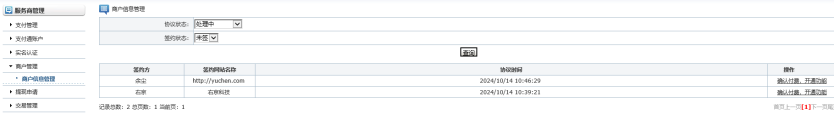 服务商管理
支付管理
支付通账户
实名认证
商户管理
商户信息管理
提现申请
交易管理
商户信息管理
协议状态: 处理中
签约状态: 未签
查询
签约方 签约网站名称 协议时间 操作
余尘 http://yuchen.com 2024/10/14 10:46:29 确认付款、开通功能
右京 右京科技 2024/10/14 10:39:21 确认付款、开通功能
记录总数: 2 总页数: 1 当前页: 1
首页上一页[1]下一页尾